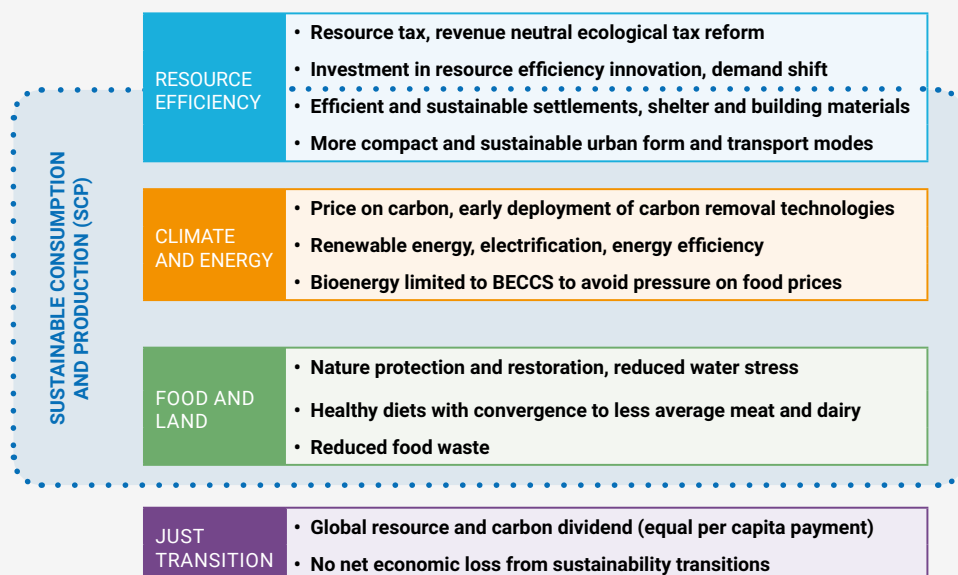 SUSTAINABLE CONSUMPTION
AND PRODUCTION (SCP)
RESOURCE
EFFICIENCY
• Resource tax, revenue neutral ecological tax reform
• Investment in resource efficiency innovation, demand shift
• Efficient and sustainable settlements, shelter and building materials
• More compact and sustainable urban form and transport modes
CLIMATE
AND ENERGY
• Price on carbon, early deployment of carbon removal technologies
• Renewable energy, electrification, energy efficiency
• Bioenergy limited to BECCS to avoid pressure on food prices
FOOD AND
LAND
• Nature protection and restoration, reduced water stress
• Healthy diets with convergence to less average meat and dairy
• Reduced food waste
JUST
TRANSITION
• Global resource and carbon dividend (equal per capita payment)
• No net economic loss from sustainability transitions